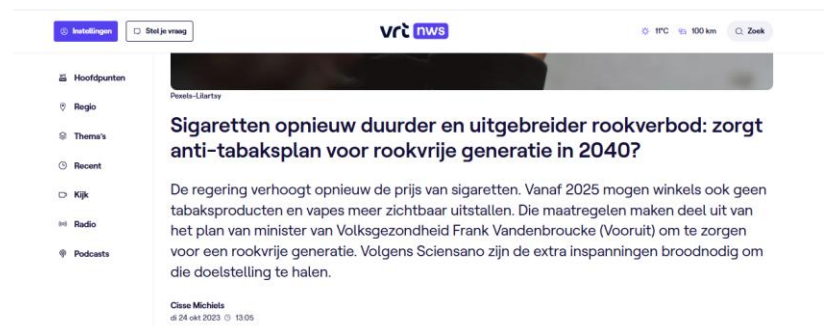 Instellingen
Stel je vraag
vrt nws
11°C
100 km
Zoek
Hoofdpunten
Regio
Thema's
Recent
Kijk
Radio
Podcasts
Pexels-Lilartsy
Sigaretten opnieuw duurder en uitgebreider rookverbod: zorgt
anti-tabaksplan voor rookvrije generatie in 2040?
De regering verhoogt opnieuw de prijs van sigaretten. Vanaf 2025 mogen winkels ook geen
tabaksproducten en vapes meer zichtbaar uitstallen. Die maatregelen maken deel uit van
het plan van minister van Volksgezondheid Frank Vandenbroucke (Vooruit) om te zorgen
voor een rookvrije generatie. Volgens Sciensano zijn de extra inspanningen broodnodig om
die doelstelling te halen.
Cisse Michiels
di 24 okt 2023 13:05